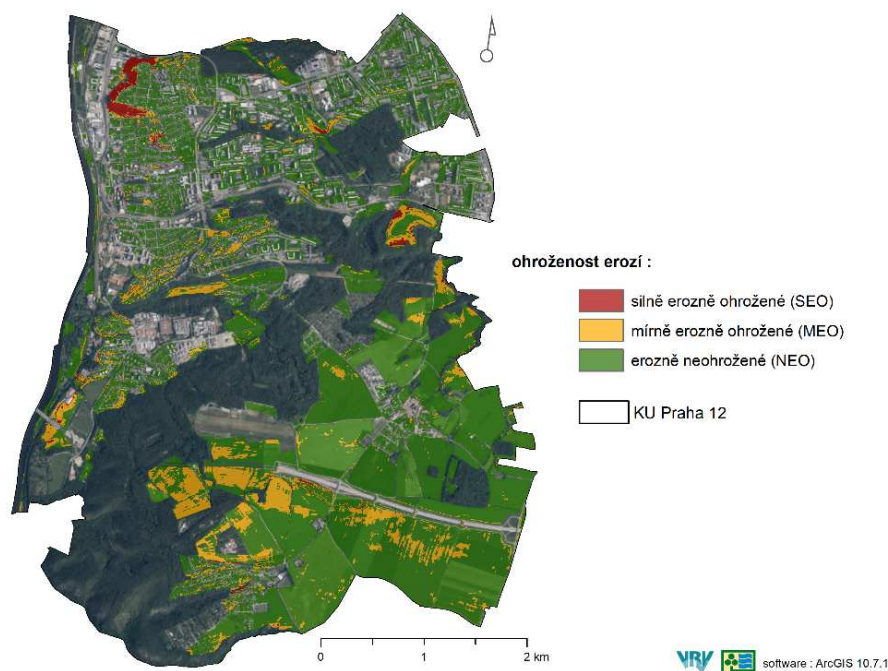 ohroženost erozí :
silně erozně ohrožené (SEO)
mírně erozně ohrožené (MEO)
erozně neohrožené (NEO)
KU Praha 12
0 1 2 km
VRV
software : ArcGIS 10.7.1